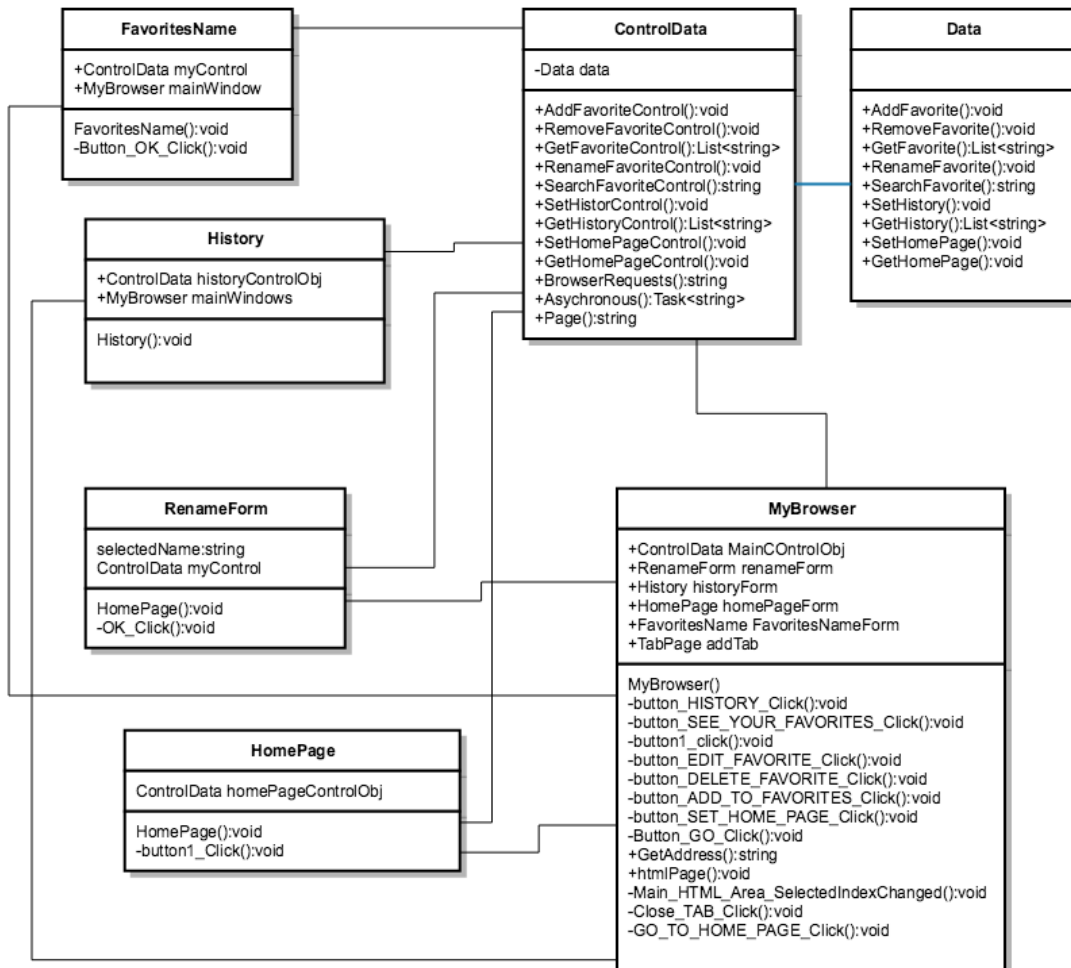 FavoritesName
+ControlData myControl
+MyBrowser mainWindow
FavoritesName():void
-Button_OK_Click():void
ControlData
-Data data
+AddFavoriteControl():void
+RemoveFavoriteControl():void
+GetFavoriteControl():List<string>
+RenameFavoriteControl():void
+SearchFavoriteControl():string
+SetHistorControl():void
+GetHistoryControl():List<string>
+SetHomePageControl():void
+GetHomePageControl():void
+BrowserRequests():string
+Asychronous():Task<string>
+Page():string
Data
+AddFavorite():void
+RemoveFavorite():void
+GetFavorite():List<string>
+RenameFavorite():void
+SearchFavorite():string
+SetHistory():void
+GetHistory():List<string>
+SetHomePage():void
+GetHomePage():void
History
+ControlData historyControlObj
+MyBrowser mainWindows
History():void
RenameForm
selectedName:string
ControlData myControl
HomePage():void
-OK_Click():void
MyBrowser
+ControlData MainCOntrolObj
+RenameForm renameForm
+History historyForm
+HomePage homePageForm
+FavoritesName FavoritesNameForm
+TabPage addTab
MyBrowser()
-button_HISTORY_Click():void
-button_SEE_YOUR_FAVORITES_Click():void
-button1_click():void
-button_EDIT_FAVORITE_Click():void
-button_DELETE_FAVORITE_Click():void
-button_ADD_TO_FAVORITES_Click():void
-button_SET_HOME_PAGE_Click():void
-Button_GO_Click():void
+GetAddress():string
+htmlPage():void
-Main_HTML_Area_SelectedIndexChanged():void
-Close_TAB_Click():void
-GO_TO_HOME_PAGE_Click():void
HomePage
ControlData homePageControlObj
HomePage():void
-button1_Click():void